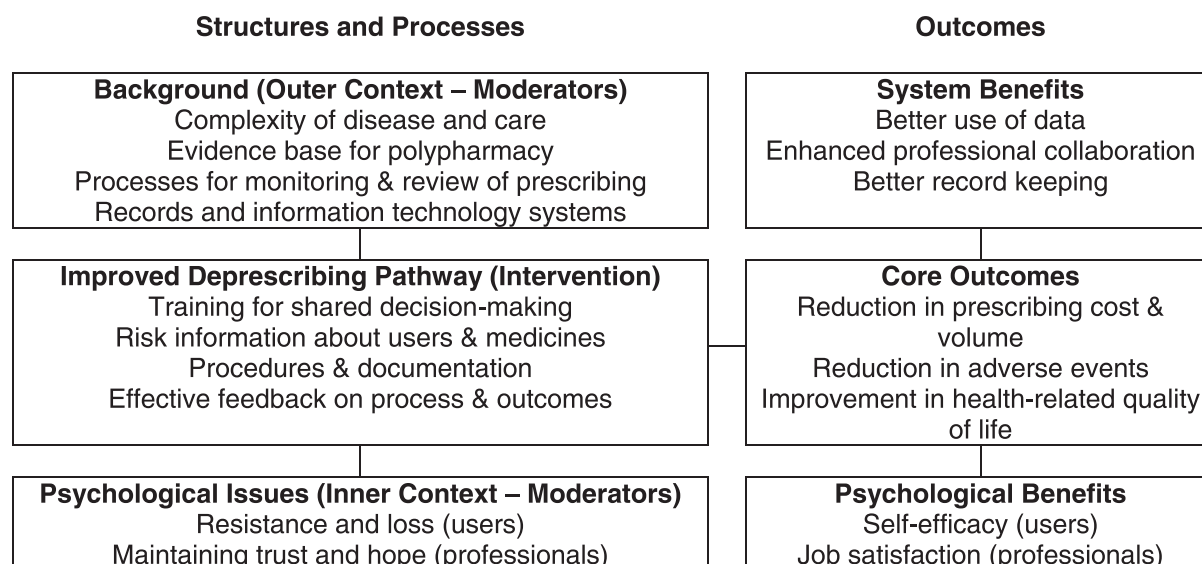 Structures and Processes
Outcomes
Background (Outer Context – Moderators)
Complexity of disease and care
Evidence base for polypharmacy
Processes for monitoring & review of prescribing
Records and information technology systems
System Benefits
Better use of data
Enhanced professional collaboration
Better record keeping
Improved Deprescribing Pathway (Intervention)
Training for shared decision-making
Risk information about users & medicines
Procedures & documentation
Effective feedback on process & outcomes
Core Outcomes
Reduction in prescribing cost &
volume
Reduction in adverse events
Improvement in health-related quality
of life
Psychological Issues (Inner Context – Moderators)
Resistance and loss (users)
Maintaining trust and hope (professionals)
Psychological Benefits
Self-efficacy (users)
Job satisfaction (professionals)